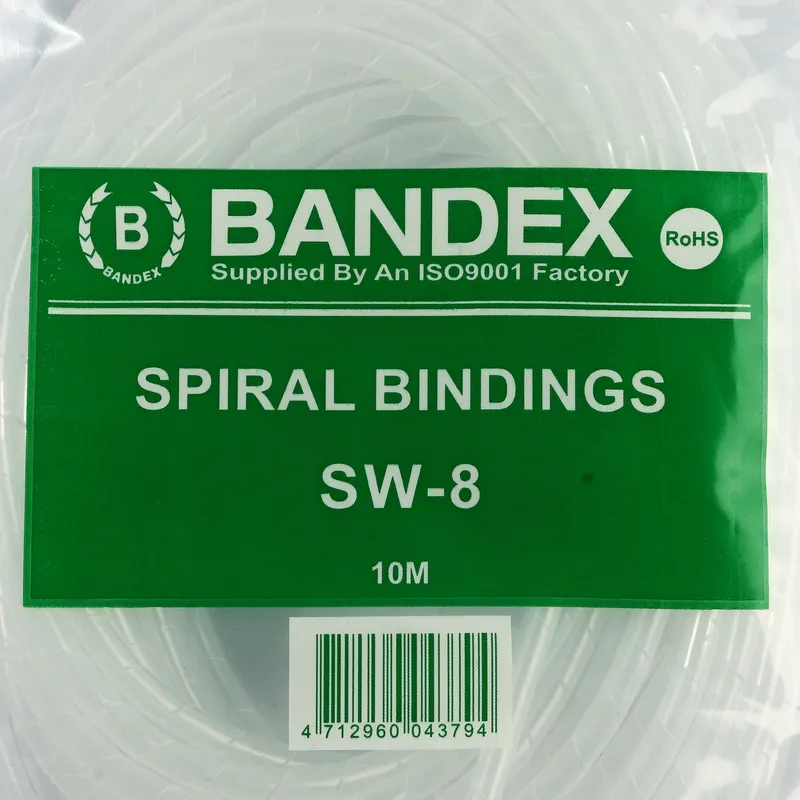 B
BANDEX
BANDEX
Supplied By An ISO9001 Factory
RoHS
SPIRAL BINDINGS
SW-8
10M
4 712960 043794